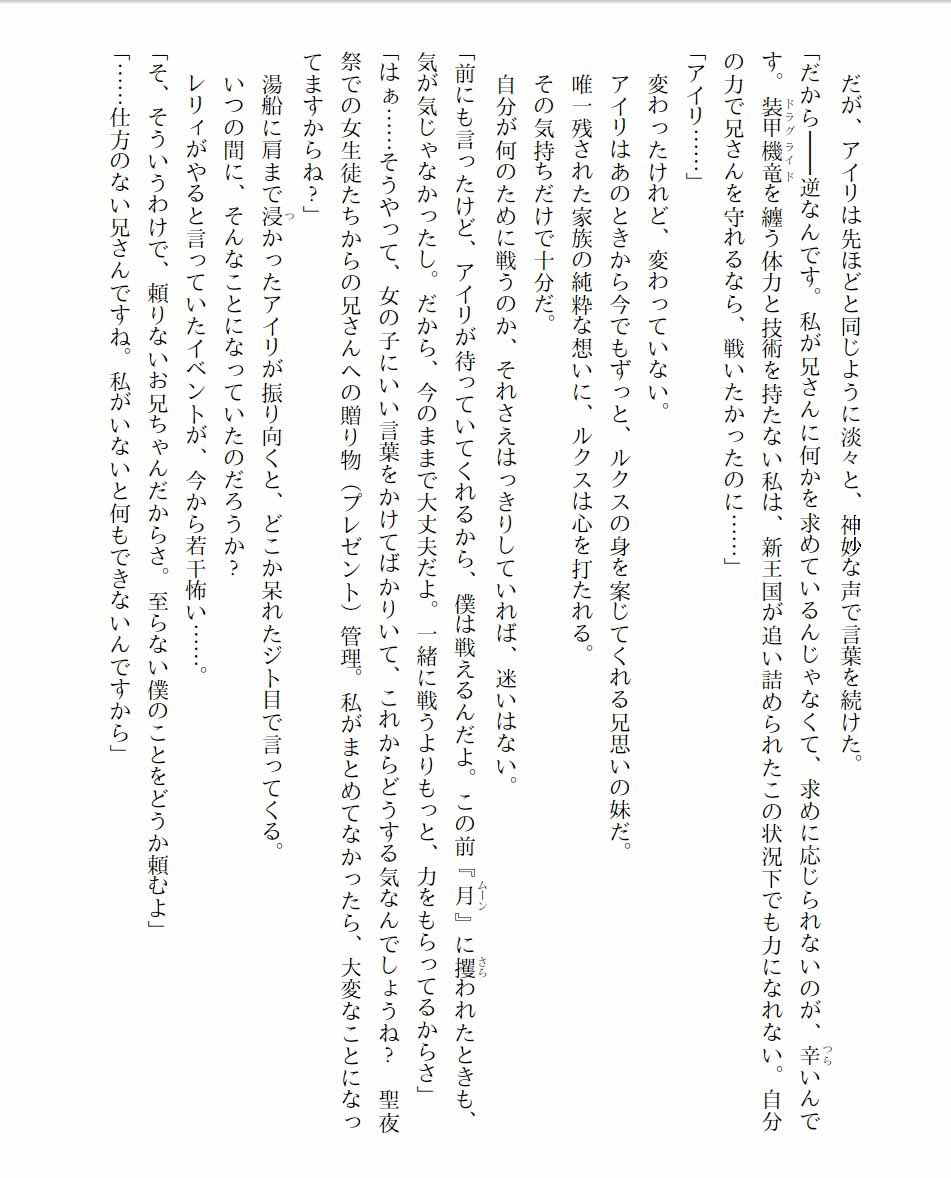 だが、アイリは先ほどと同じように淡々と、神妙な声で言葉を続けた。
「だから――逆なんです。私が兄さんに何かを求めているんじゃなくて、求めに応じられないのが、辛いんで
す。装甲機竜を纏う体力と技術を持たない私は、新王国が追い詰められたこの状況下でも力になれない。自分
の力で兄さんを守れるなら、戦いたかったのに……」
「アイリ……」
変わったけれど、変わっていない。
アイリはあのときから今でもずっと、ルクスの身を案じてくれる兄思いの妹だ。
唯一残された家族の純粋な想いに、ルクスは心を打たれる。
その気持ちだけで十分だ。
自分が何のために戦うのか、それさえはっきりしていれば、迷いはない。
「前にも言ったけど、アイリが待っていてくれるから、僕は戦えるんだよ。この前『月』に攫われたときも、
気が気じゃなかったし。だから、今のままで大丈夫だよ。一緒に戦うよりもっと、力をもらってるからさ」
「はぁ……そうやって、女の子にいい言葉をかけてばかりいて、これからどうする気なんでしょうね？　聖夜
祭での女生徒たちからの兄さんへの贈り物（プレゼント）管理。私がまとめてなかったら、大変なことになっ
てますからね？」
湯船に肩まで浸かったアイリが振り向くと、どこか呆れたジト目で言ってくる。
いつの間に、そんなことになっていたのだろうか？
レリィがやると言っていたイベントが、今から若干怖い……。
「そ、そういうわけで、頼りないお兄ちゃんだからさ。至らない僕のことをどうか頼むよ」
「……仕方のない兄さんですね。私がいないと何もできないんですから」